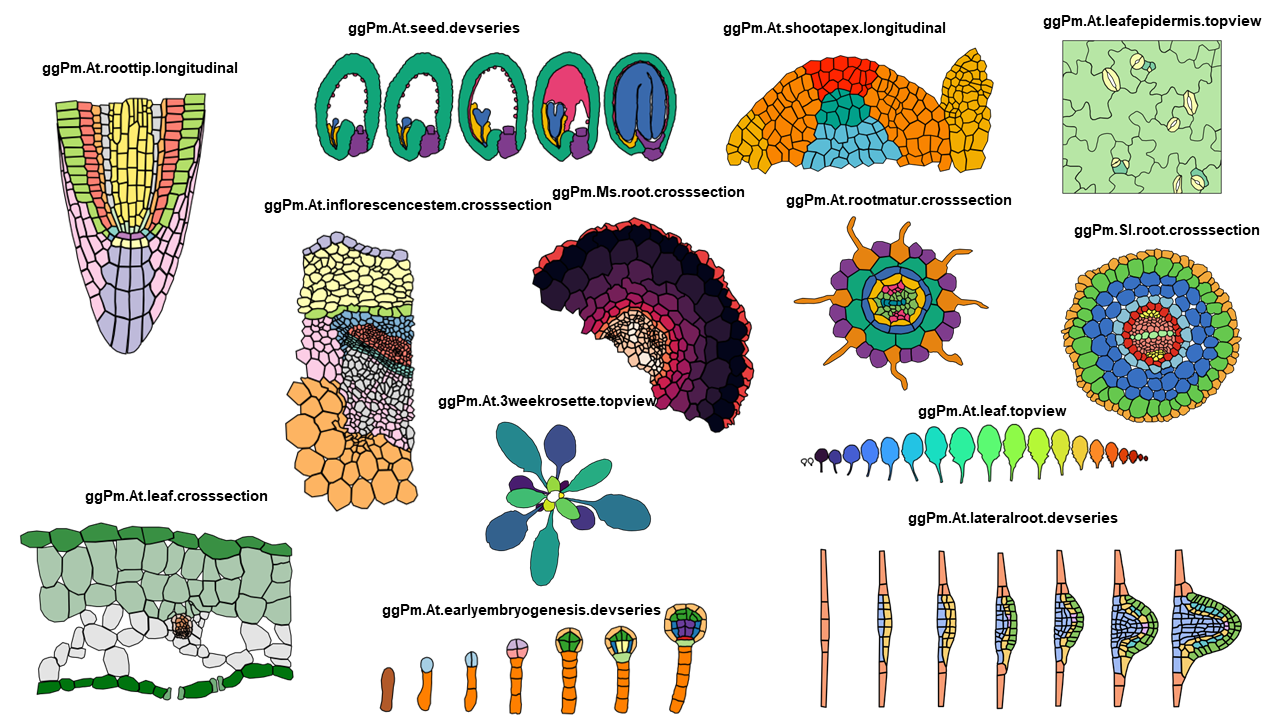 ggPm.At.seed.devseries
ggPm.At.shootapex.longitudinal
ggPm.At.leafepidermis.topview
ggPm.At.roottip.longitudinal
ggPm.At.inflorescencestem.crosssection
ggPm.Ms.root.crosssection
ggPm.At.rootmatur.crosssection
ggPm.Sl.root.crosssection
ggPm.At.3weekrosette.topview
ggPm.At.leaf.topview
ggPm.At.leaf.crosssection
ggPm.At.lateralroot.devseries
ggPm.At.earlyembryogenesis.devseries